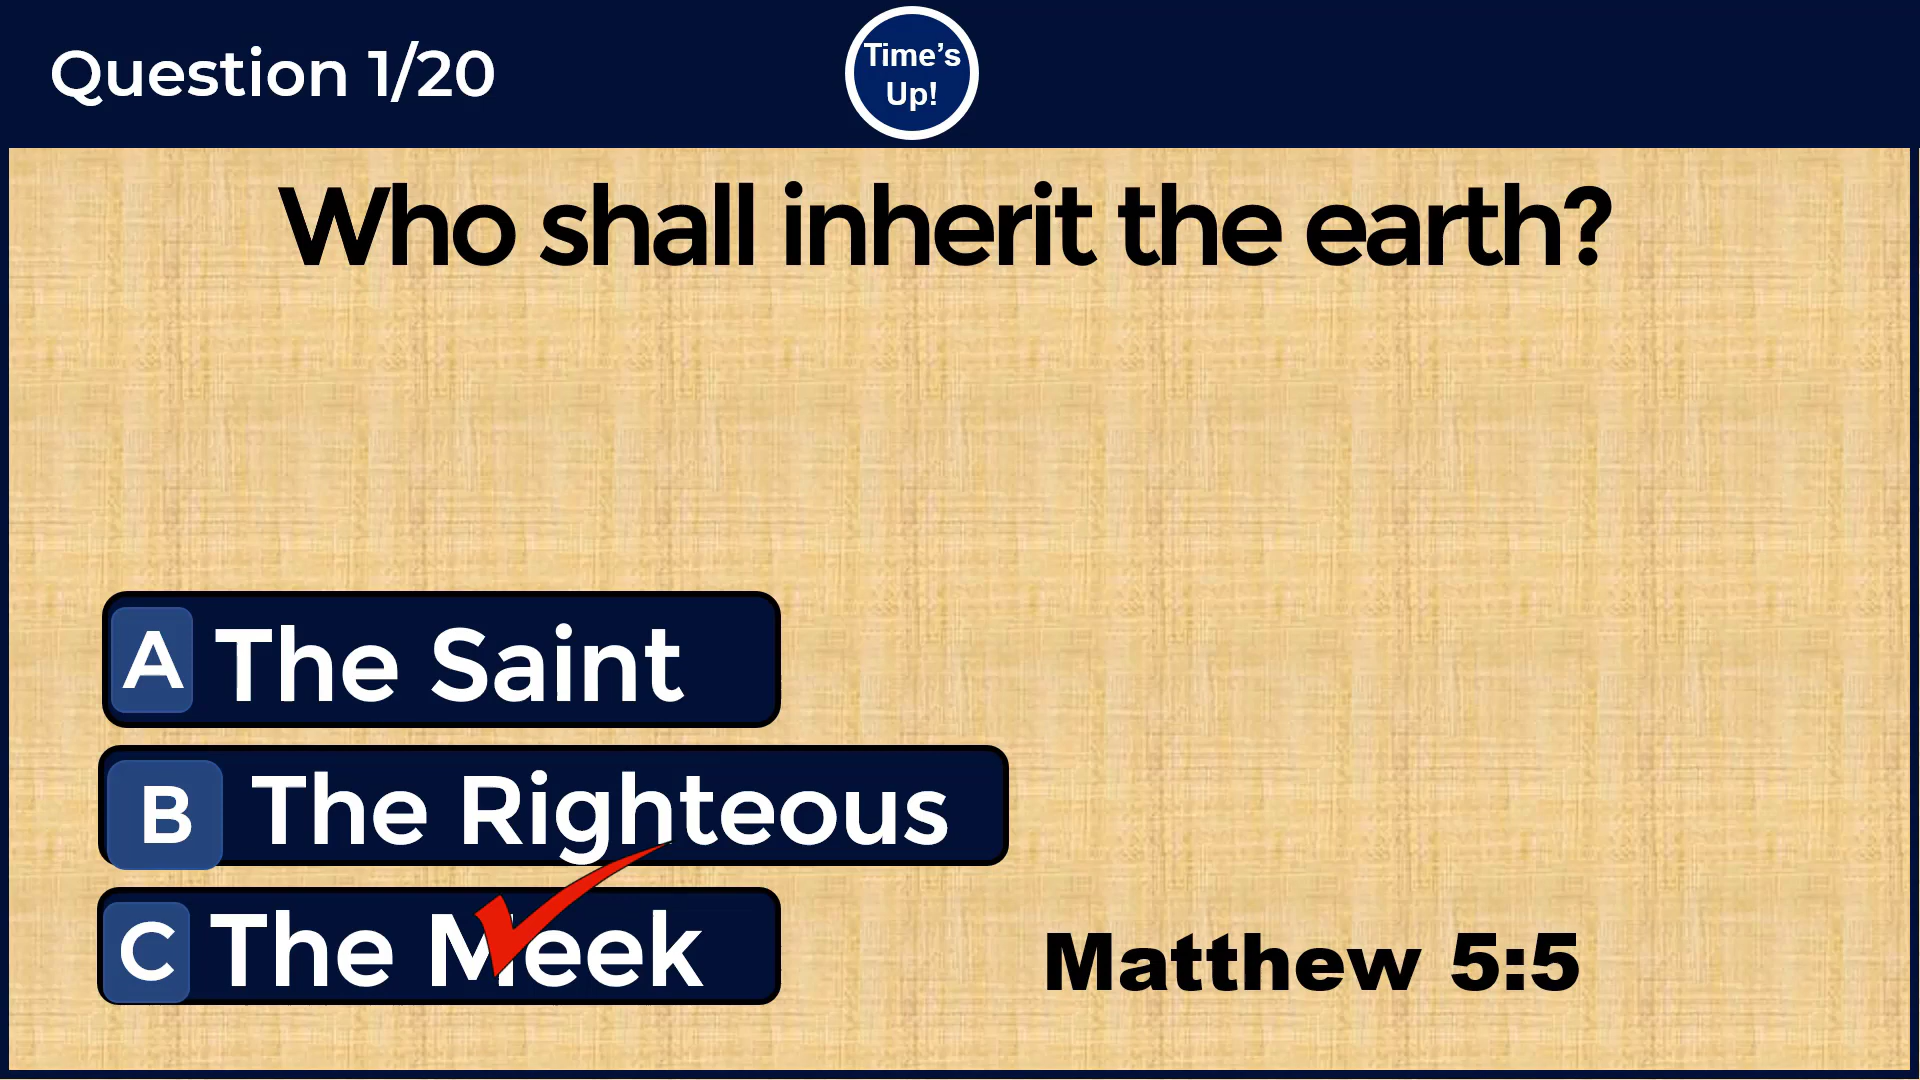 Question 1/20
Time's
Up!
Who shall inherit the earth?
A The Saint
B The Righteous
C The Meek
Matthew 5:5